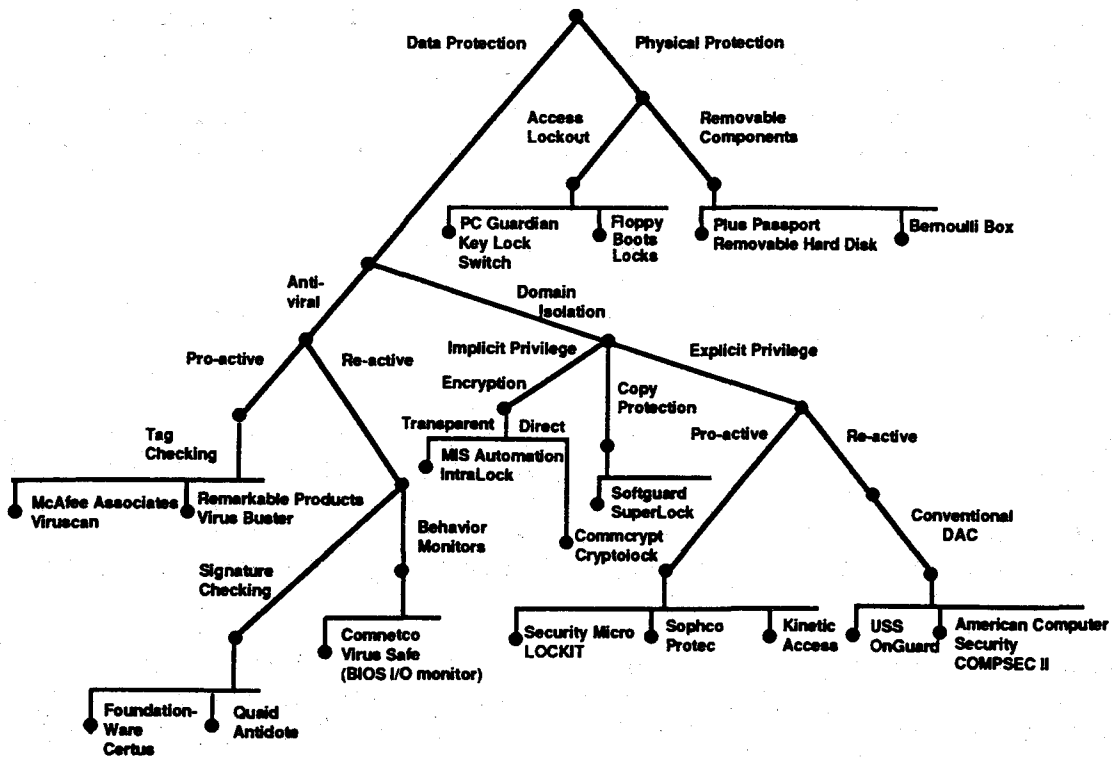 Data Protection
Physical Protection
Access
Lockout
Removable
Components
PC Guardian
Key Lock
Switch
Floppy
Boots
Locks
Plus Passport
Removable Hard Disk
Bernoulli Box
Anti-
viral
Domain
Isolation
Pro-active
Re-active
Implicit Privilege
Explicit Privilege
Encryption
Copy
Protection
Transparent
Direct
Pro-active
Re-active
Tag
Checking
MIS Automation
IntraLock
McAfee Associates
Viruscan
Remarkable Products
Virus Buster
Softguard
SuperLock
Behavior
Monitors
Commcrypt
Cryptolock
Conventional
DAC
Signature
Checking
Comnetco
Virus Safe
(BIOS I/O monitor)
Security Micro
LOCKIT
Sophco
Protec
Kinetic
Access
USS
OnGuard
American Computer
Security
COMPSEC II
Foundation-
Ware
Certus
Quaid
Antidote